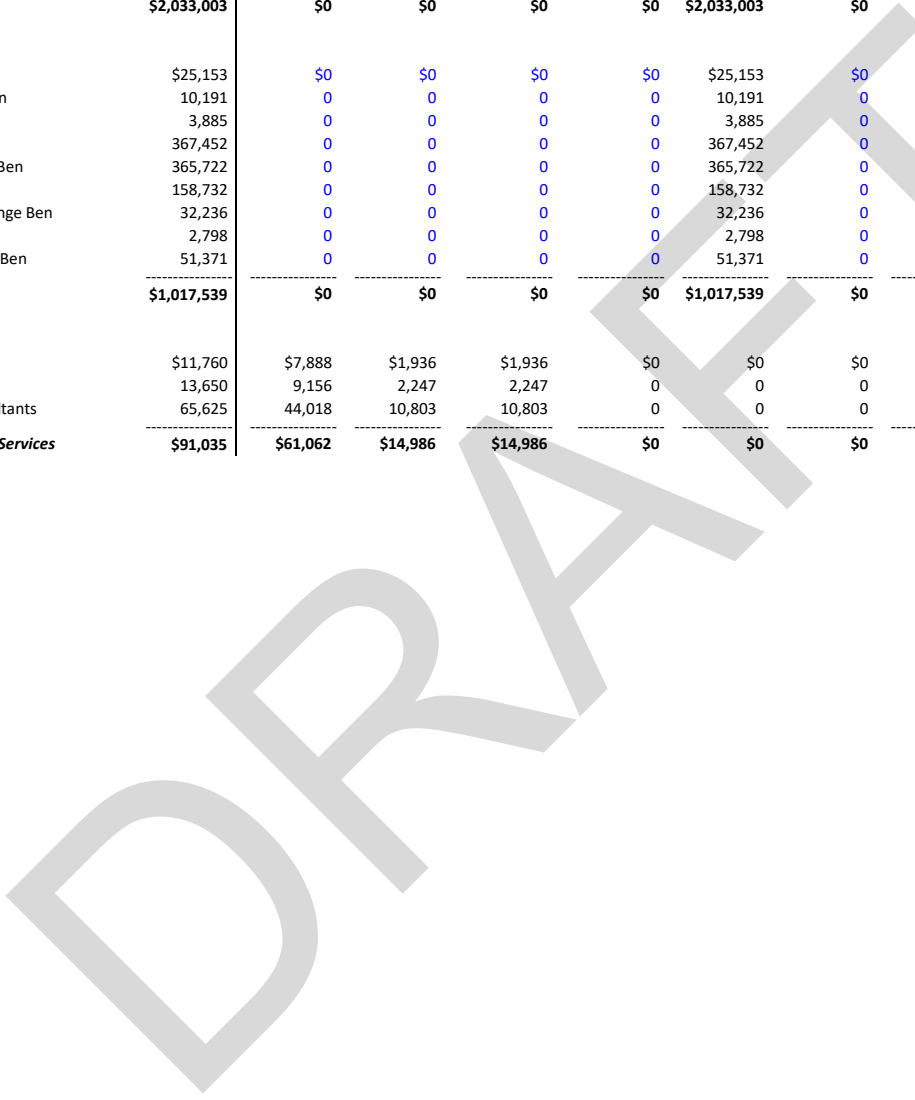 $2,033,003 $0 $0 $0 $0 $2,033,003 $0
$25,153 $0 $0 $0 $0 $25,153 $0
10,191 0 0 0 0 10,191 0
3,885 0 0 0 0 3,885 0
367,452 0 0 0 0 367,452 0
Ben 365,722 0 0 0 0 365,722 0
158,732 0 0 0 0 158,732 0
nge Ben 32,236 0 0 0 0 32,236 0
2,798 0 0 0 0 2,798 0
Ben 51,371 0 0 0 0 51,371 0
$1,017,539 $0 $0 $0 $0 $1,017,539 $0
$11,760 $7,888 $1,936 $1,936 $0 $0 $0
13,650 9,156 2,247 2,247 0 0 0
ltants 65,625 44,018 10,803 10,803 0 0 0
Services $91,035 $61,062 $14,986 $14,986 $0 $0 $0
DRAFT